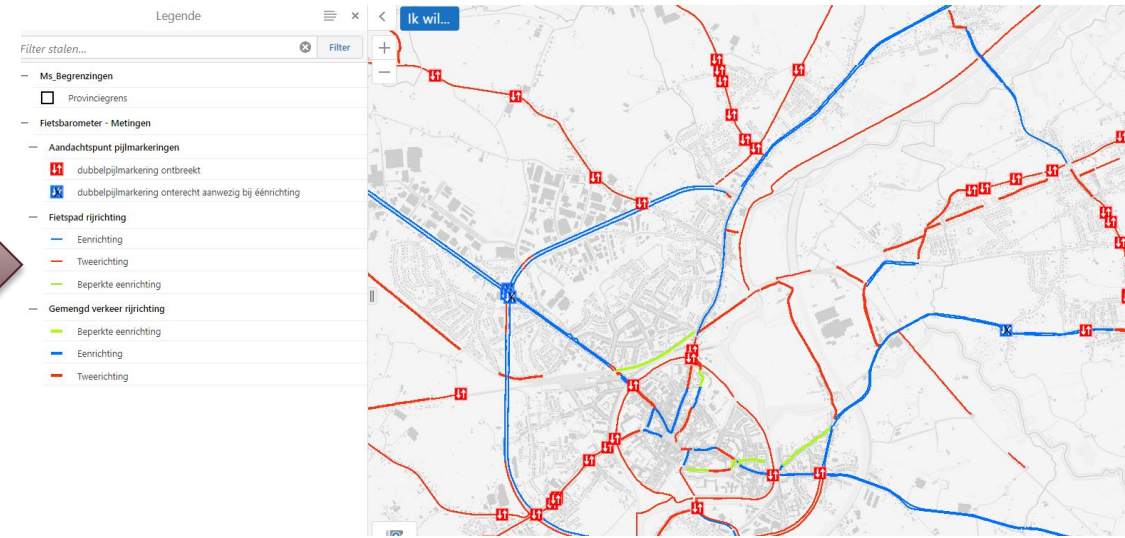 Legende
Filter stalen...
Filter
Ms_Begrenzingen
Provinciegrens
Fietsbarometer - Metingen
Aandachtspunt pijlmarkeringen
dubbelpijlmarkering ontbreekt
dubbelpijlmarkering onterecht aanwezig bij éénrichting
Fietspad rijrichting
Eenrichting
Tweerichting
Beperkte eenrichting
Gemengd verkeer rijrichting
Beperkte eenrichting
Eenrichting
Tweerichting
Ik wil...